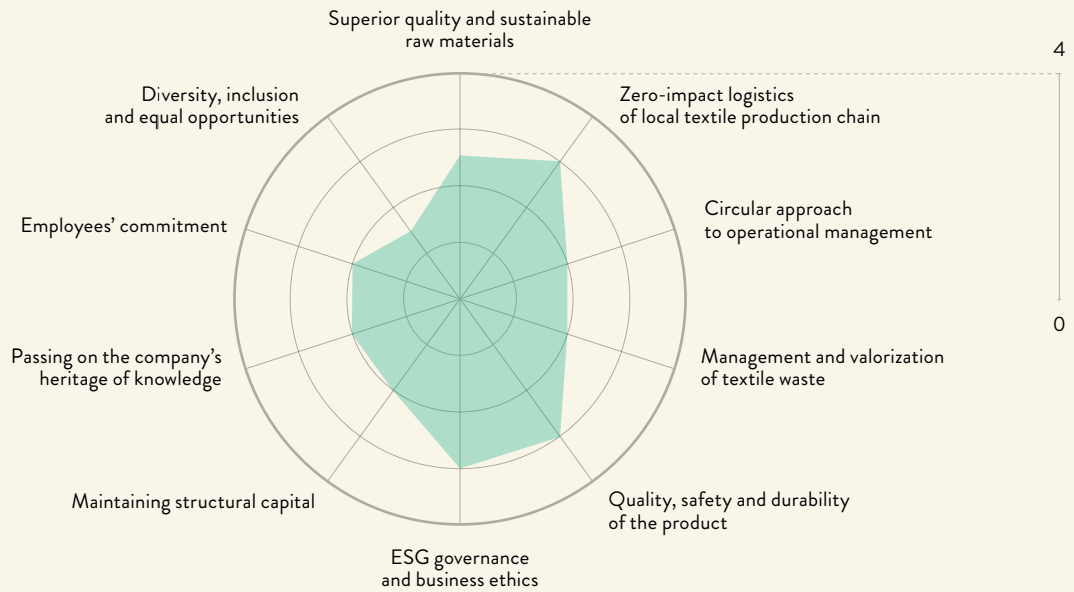 Superior quality and sustainable
raw materials
4
Diversity, inclusion
and equal opportunities
Zero-impact logistics
of local textile production chain
Employees’ commitment
Circular approach
to operational management
0
Passing on the company’s
heritage of knowledge
Management and valorization
of textile waste
Maintaining structural capital
Quality, safety and durability
of the product
ESG governance
and business ethics